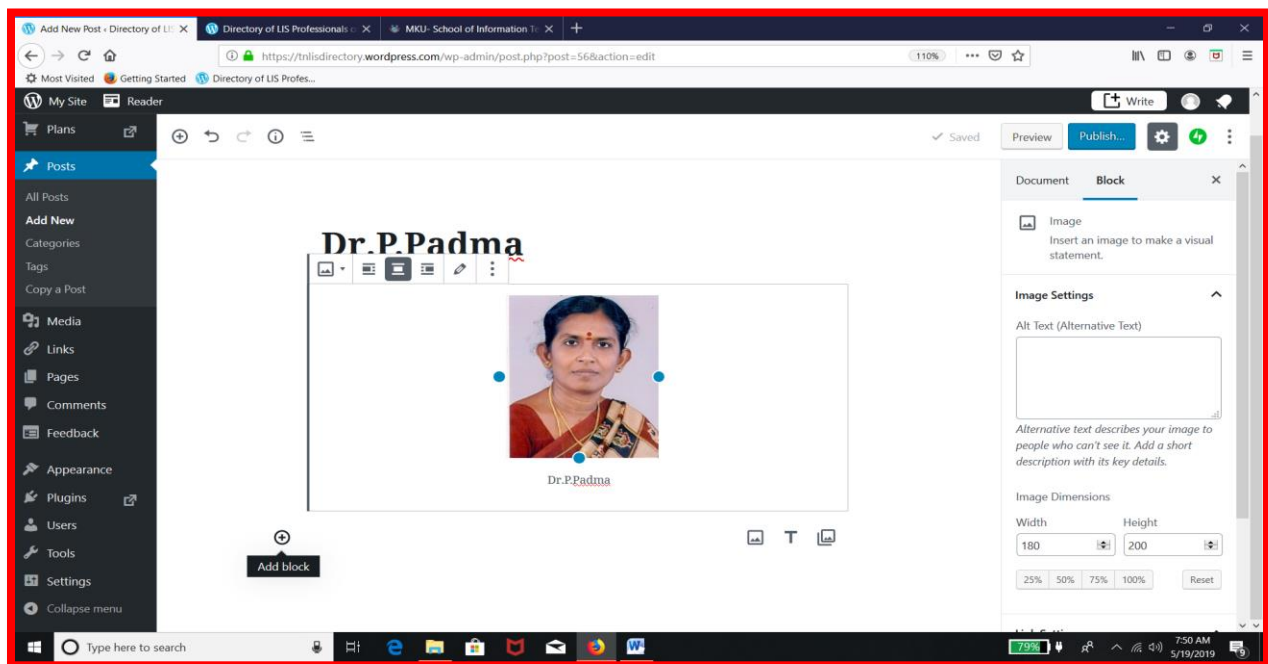 Add New Post ‹ Directory of LIS
Directory of LIS Professionals o
MKU- School of Information Te
https://tnlisdirectory.wordpress.com/wp-admin/post.php?post=56&action=edit
110%
Most Visited
Getting Started
Directory of LIS Profes...
My Site
Reader
Write
Plans
Saved
Preview
Publish...
Posts
All Posts
Add New
Categories
Tags
Copy a Post
Media
Links
Pages
Comments
Feedback
Appearance
Plugins
Users
Tools
Settings
Collapse menu
Dr.P.Padma
Dr.P.Padma
Add block
T
Document
Block
Image
Insert an image to make a visual
statement.
Image Settings
Alt Text (Alternative Text)
Alternative text describes your image to
people who can't see it. Add a short
description with its key details.
Image Dimensions
Width
Height
180
200
25%
50%
75%
100%
Reset
Type here to search
79%
7:50 AM
5/19/2019
9